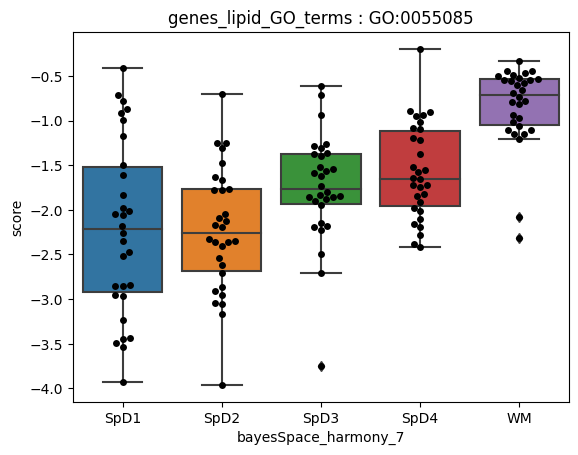 genes_lipid_GO_terms : GO:0055085
score
−0.5
−1.0
−1.5
−2.0
−2.5
−3.0
−3.5
−4.0
SpD1
SpD2
SpD3
SpD4
WM
bayesSpace_harmony_7